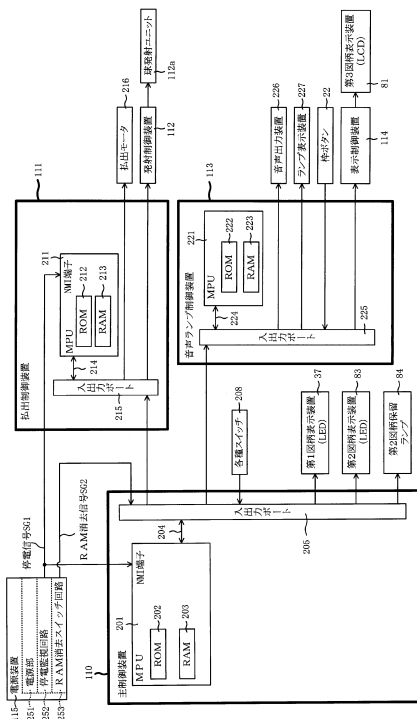 115
電源装置
251
電源部
252
停電監視回路
253
RAM消去スイッチ回路
停電信号SG1
RAM消去信号SG2
110
主制御装置
201
MPU
NMI端子
ROM
202
RAM
203
204
入出力ポート
205
払出制御装置
111
211
NMI端子
MPU
ROM
212
RAM
213
214
入出力ポート
215
払出モータ
216
発射制御装置
112
球発射ユニット
112a
各種スイッチ
208
第1図柄表示装置
(LED)
37
第2図柄表示装置
(LED)
83
第2図柄保留
ランプ
84
音声ランプ制御装置
113
221
MPU
ROM
222
RAM
223
224
入出力ポート
225
音声出力装置
226
ランプ表示装置
227
枠ボタン
22
表示制御装置
114
第3図柄表示装置
(LCD)
81